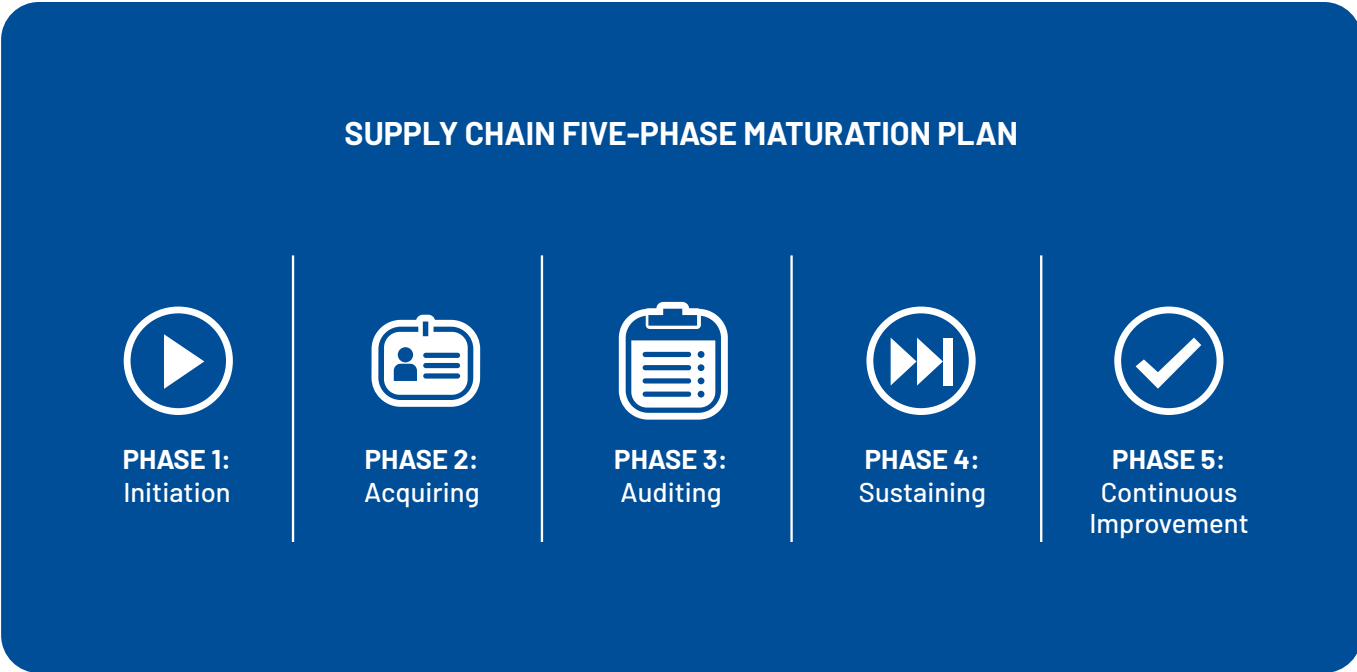 SUPPLY CHAIN FIVE-PHASE MATURATION PLAN
PHASE 1:
Initiation
PHASE 2:
Acquiring
PHASE 3:
Auditing
PHASE 4:
Sustaining
PHASE 5:
Continuous
Improvement